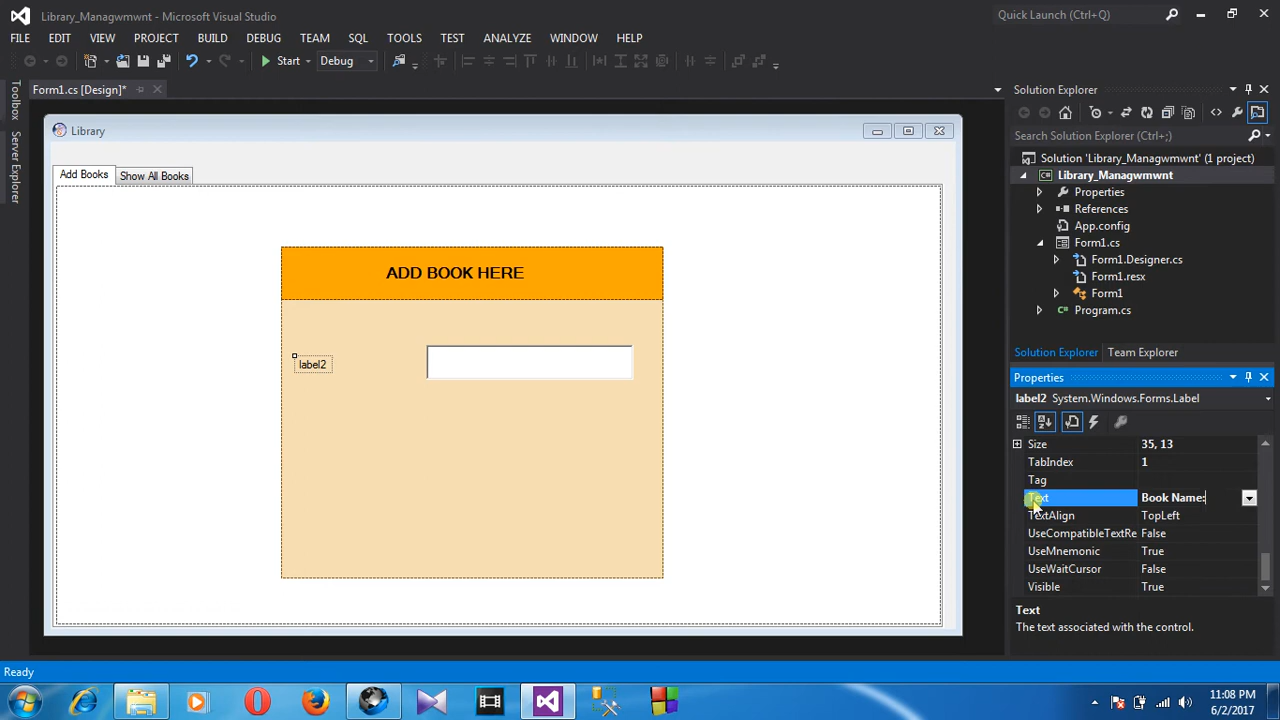 Library_Managwmwnt - Microsoft Visual Studio
Quick Launch (Ctrl+Q)
FILE EDIT VIEW PROJECT BUILD DEBUG TEAM SQL TOOLS TEST ANALYZE WINDOW HELP
Start Debug
Toolbox
Server Explorer
Form1.cs [Design]*
Library
Add Books Show All Books
ADD BOOK HERE
label2
Solution Explorer
Search Solution Explorer (Ctrl+;)
Solution 'Library_Managwmwnt' (1 project)
Library_Managwmwnt
Properties
References
App.config
Form1.cs
Form1.Designer.cs
Form1.resx
Form1
Program.cs
Solution Explorer Team Explorer
Properties
label2 System.Windows.Forms.Label
Size 35, 13
TabIndex 1
Tag
Text Book Name:
TextAlign TopLeft
UseCompatibleTextRe False
UseMnemonic True
UseWaitCursor False
Visible True
Text
The text associated with the control.
Ready
11:08 PM
6/2/2017